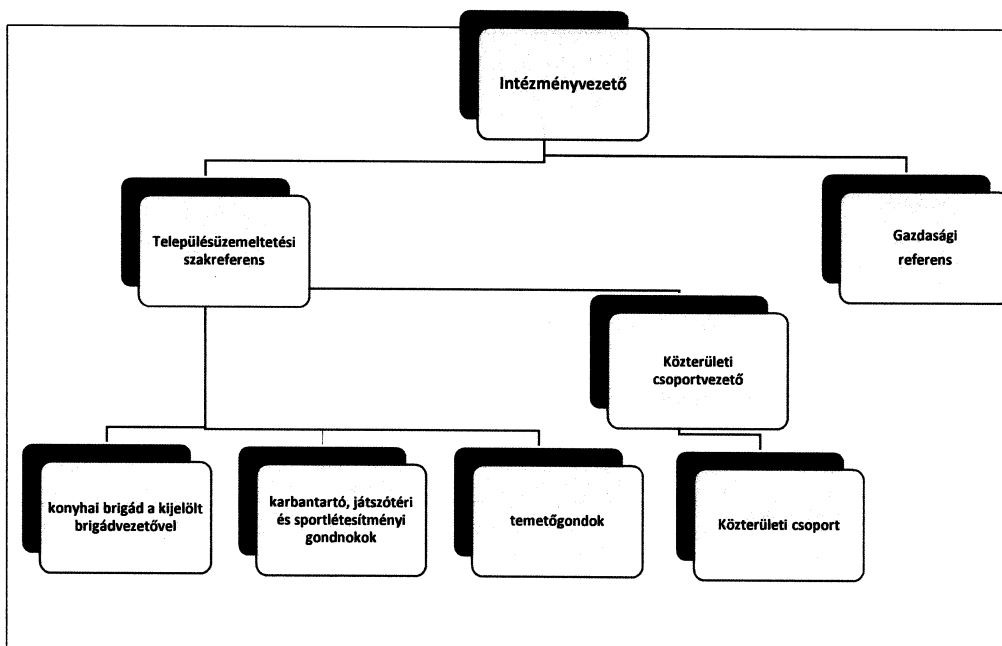 Intézményvezető
Településüzemeltetési
szakreferens
Gazdasági
referens
Közterületi
csoportvezető
konyhai brigád a kijelölt
brigádvezetővel
karbantartó, játszótéri
és sportlétesítményi
gondnokok
temetőgondok
Közterületi csoport